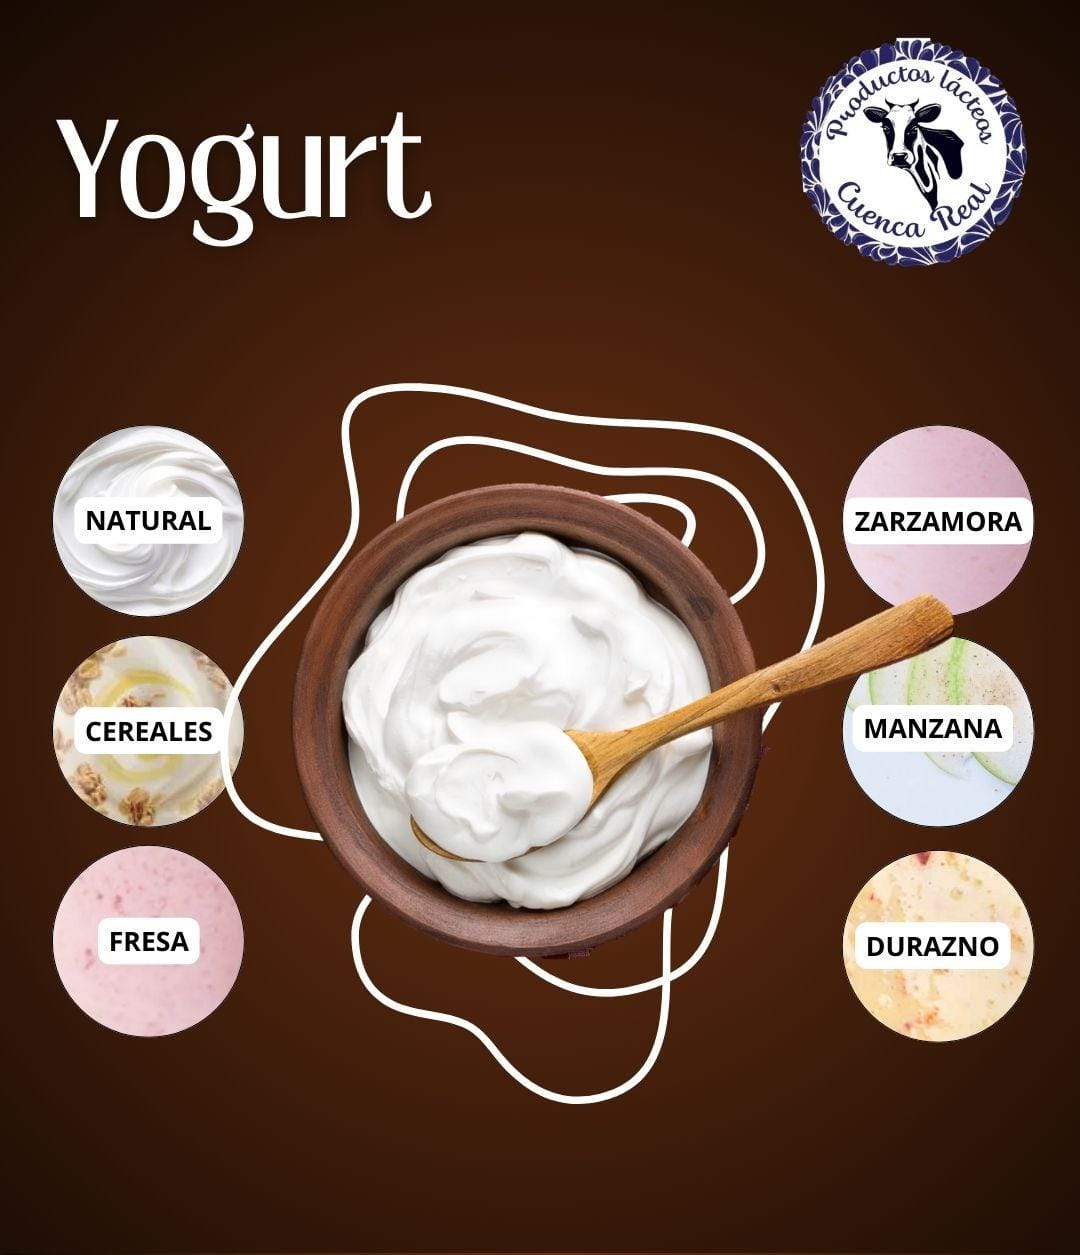 Yogurt
Productos lácteos
Cuenca Real
NATURAL
ZARZAMORA
CEREALES
MANZANA
FRESA
DURAZNO